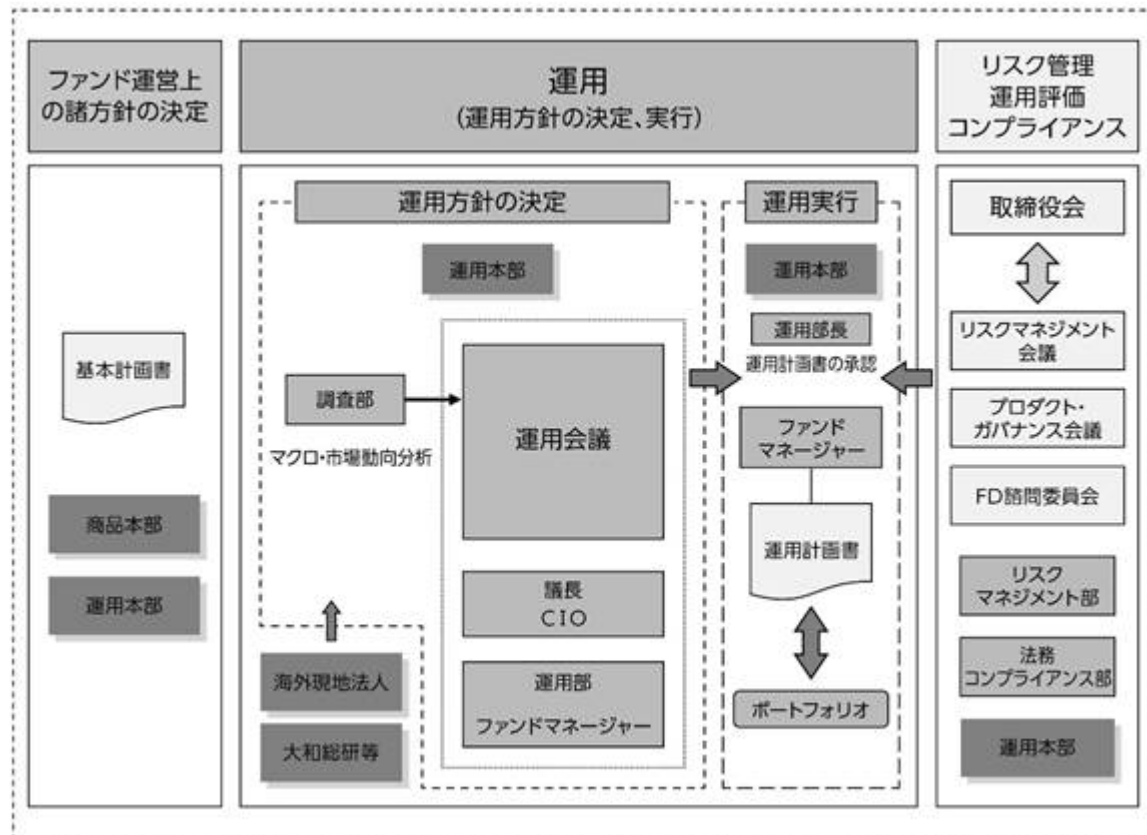 ファンド運営上
の諸方針の決定
運用
(運用方針の決定、実行)
リスク管理
運用評価
コンプライアンス
基本計画書
商品本部
運用本部
運用方針の決定
運用本部
調査部
マクロ・市場動向分析
運用会議
議長
CIO
運用部
ファンドマネージャー
海外現地法人
大和総研等
運用実行
運用本部
運用部長
運用計画書の承認
ファンド
マネージャー
運用計画書
ポートフォリオ
取締役会
リスクマネジメント
会議
プロダクト・
ガバナンス会議
FD諮問委員会
リスク
マネジメント部
法務
コンプライアンス部
運用本部